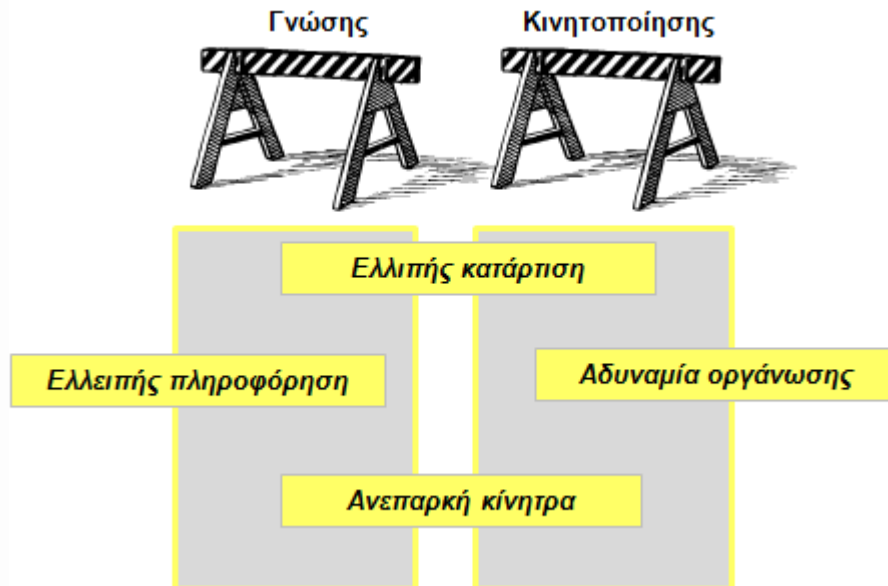 Γνώσης
Κινητοποίησης
Ελλιπής κατάρτιση
Ελλειπής πληροφόρηση
Αδυναμία οργάνωσης
Ανεπαρκή κίνητρα